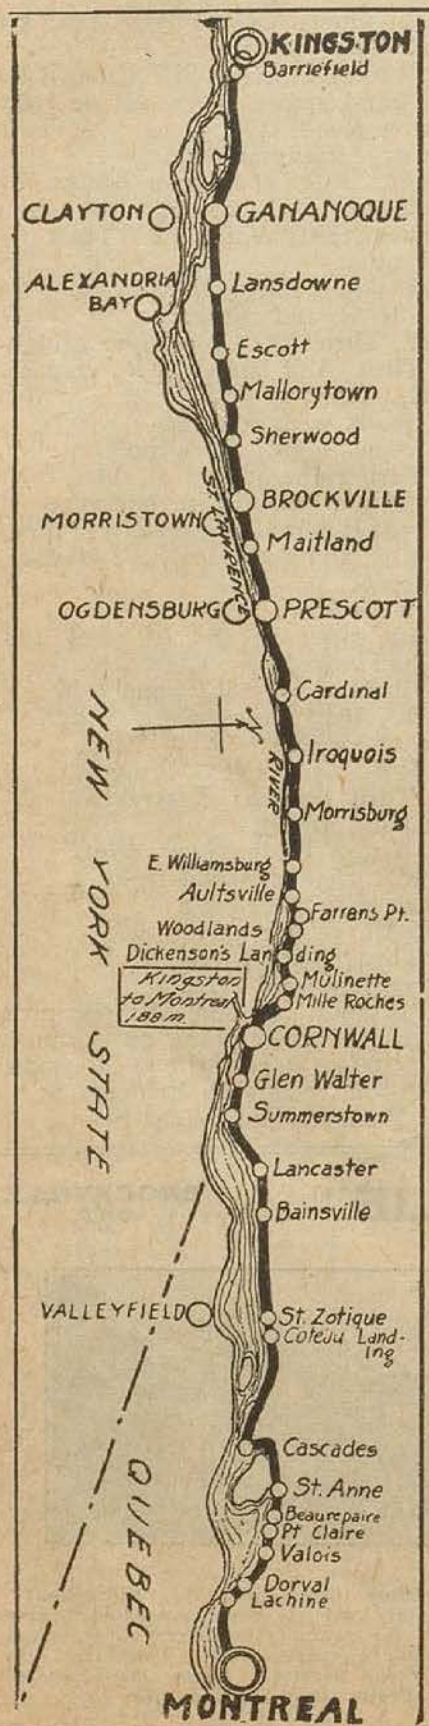 KINGSTON
Barriefield
CLAYTON
GANANOQUE
ALEXANDRIA
BAY
Lansdowne
Escott
Mallorytown
Sherwood
BROCKVILLE
MORRISTOWN
ST. LAWRENCE
Maitland
OGDENSBURG
PRESCOTT
Cardinal
N
Iroquois
RIVER
Morrisburg
NEW YORK STATE
E. Williamsburg
Aultsville
Farrens Pt.
Woodlands
Dickenson's Landing
Mulinette
Mille Roches
Kingston
to Montreal
188 m.
CORNWALL
Glen Walter
Summerstown
Lancaster
Bainsville
VALLEYFIELD
St. Zotique
Coteau Land-
ing
Cascades
St. Anne
Beaurepaire
Pt Claire
Valois
QUEBEC
Dorval
Lachine
MONTREAL